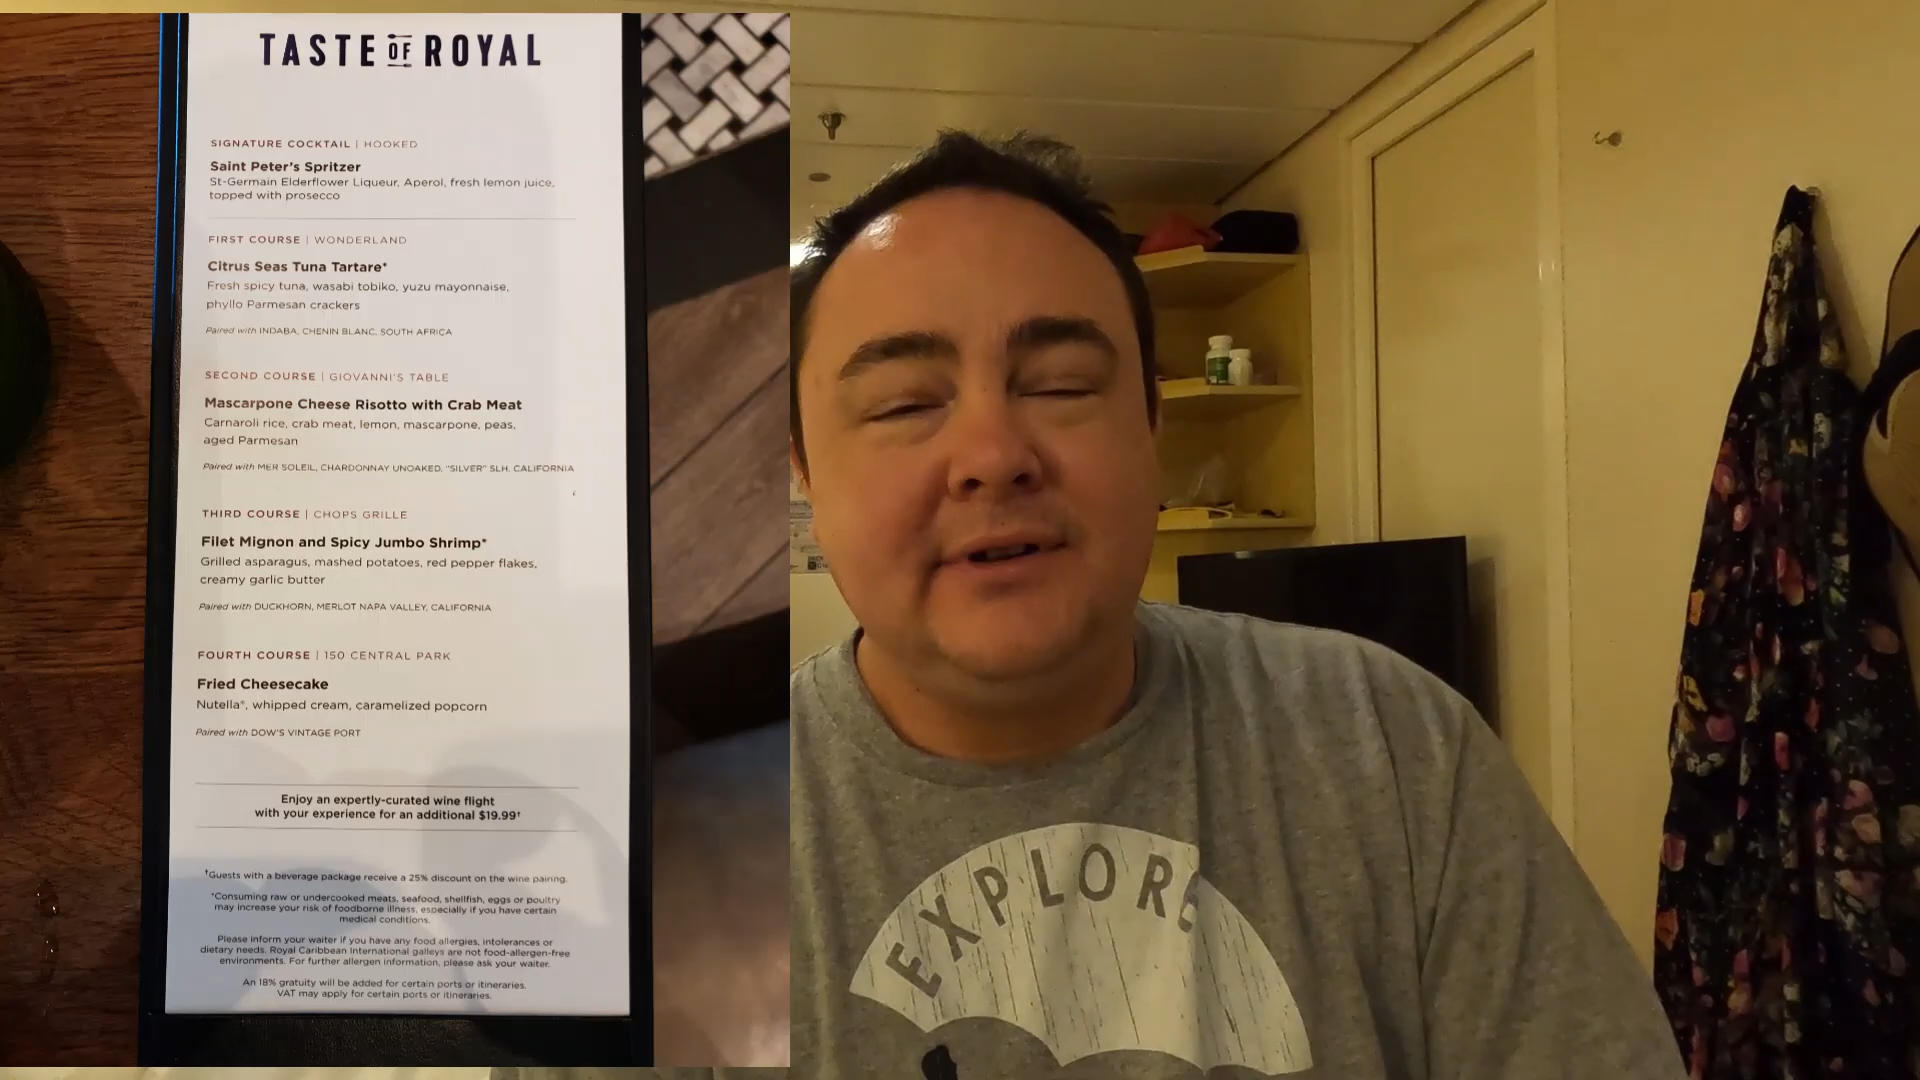 TASTE OF ROYAL
SIGNATURE COCKTAIL | HOOKED
Saint Peter's Spritzer
St-Germain Elderflower Liqueur, Aperol, fresh lemon juice,
topped with prosecco
FIRST COURSE | WONDERLAND
Citrus Seas Tuna Tartare*
Fresh spicy tuna, wasabi tobiko, yuzu mayonnaise,
phyllo Parmesan crackers
Paired with INDABA, CHENIN BLANC, SOUTH AFRICA
SECOND COURSE | GIOVANNI'S TABLE
Mascarpone Cheese Risotto with Crab Meat
Carnaroli rice, crab meat, lemon, mascarpone, peas,
aged Parmesan
Paired with MER SOLEIL, CHARDONNAY UNOAKED, "SILVER" SLH, CALIFORNIA
THIRD COURSE | CHOPS GRILLE
Filet Mignon and Spicy Jumbo Shrimp*
Grilled asparagus, mashed potatoes, red pepper flakes,
creamy garlic butter
Paired with DUCKHORN, MERLOT NAPA VALLEY, CALIFORNIA
FOURTH COURSE | 150 CENTRAL PARK
Fried Cheesecake
Nutella®, whipped cream, caramelized popcorn
Paired with DOW'S VINTAGE PORT
Enjoy an expertly-curated wine flight
with your experience for an additional $19.99†
†Guests with a beverage package receive a 25% discount on the wine pairing.
*Consuming raw or undercooked meats, seafood, shellfish, eggs or poultry
may increase your risk of foodborne illness, especially if you have certain
medical conditions.
Please inform your waiter if you have any food allergies, intolerances or
dietary needs. Royal Caribbean International galleys are not food-allergen-free
environments. For further allergen information, please ask your waiter.
An 18% gratuity will be added for certain ports or itineraries.
VAT may apply for certain ports or itineraries.
EXPLORE